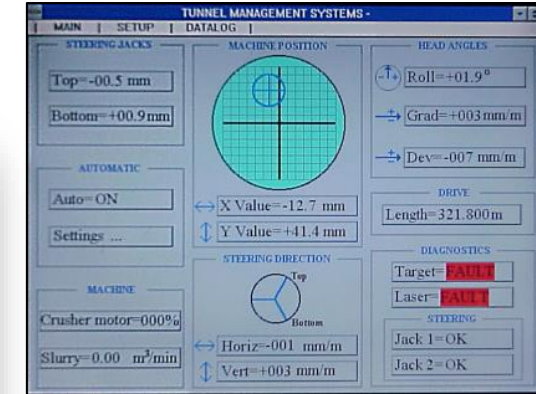 TUNNEL MANAGEMENT SYSTEMS -
| MAIN | SETUP | DATALOG |
STEERING JACKS
Top=-00.5 mm
Bottom=+00.9mm
AUTOMATIC
Auto=ON
Settings ...
MACHINE
Crusher motor=000%
Slurry=0.00 m³/min
MACHINE POSITION
X Value=-12.7 mm
Y Value=+41.4 mm
STEERING DIRECTION
Top
Bottom
Horiz=-001 mm/m
Vert=+003 mm/m
HEAD ANGLES
Roll=+01.9°
Grad=+003mm/m
Dev=-007 mm/m
DRIVE
Length=321.800m
DIAGNOSTICS
Target=FAULT
Laser=FAULT
STEERING
Jack 1=OK
Jack 2=OK